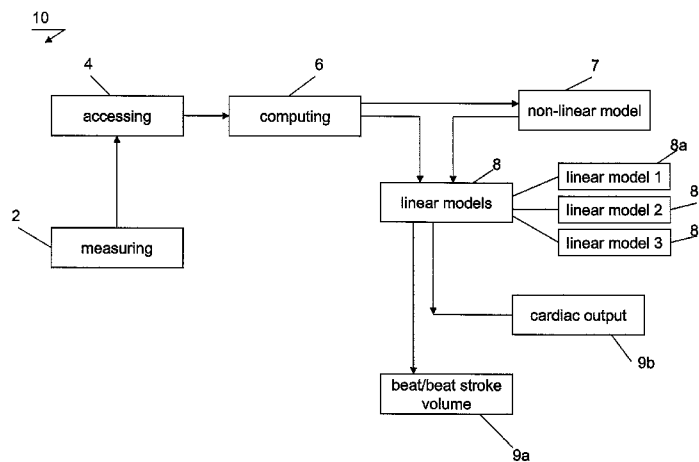 10
4
6
7
accessing
computing
non-linear model
8a
8
linear model 1
2
linear models
linear model 2
8
measuring
linear model 3
8
cardiac output
9b
beat/beat stroke
volume
9a